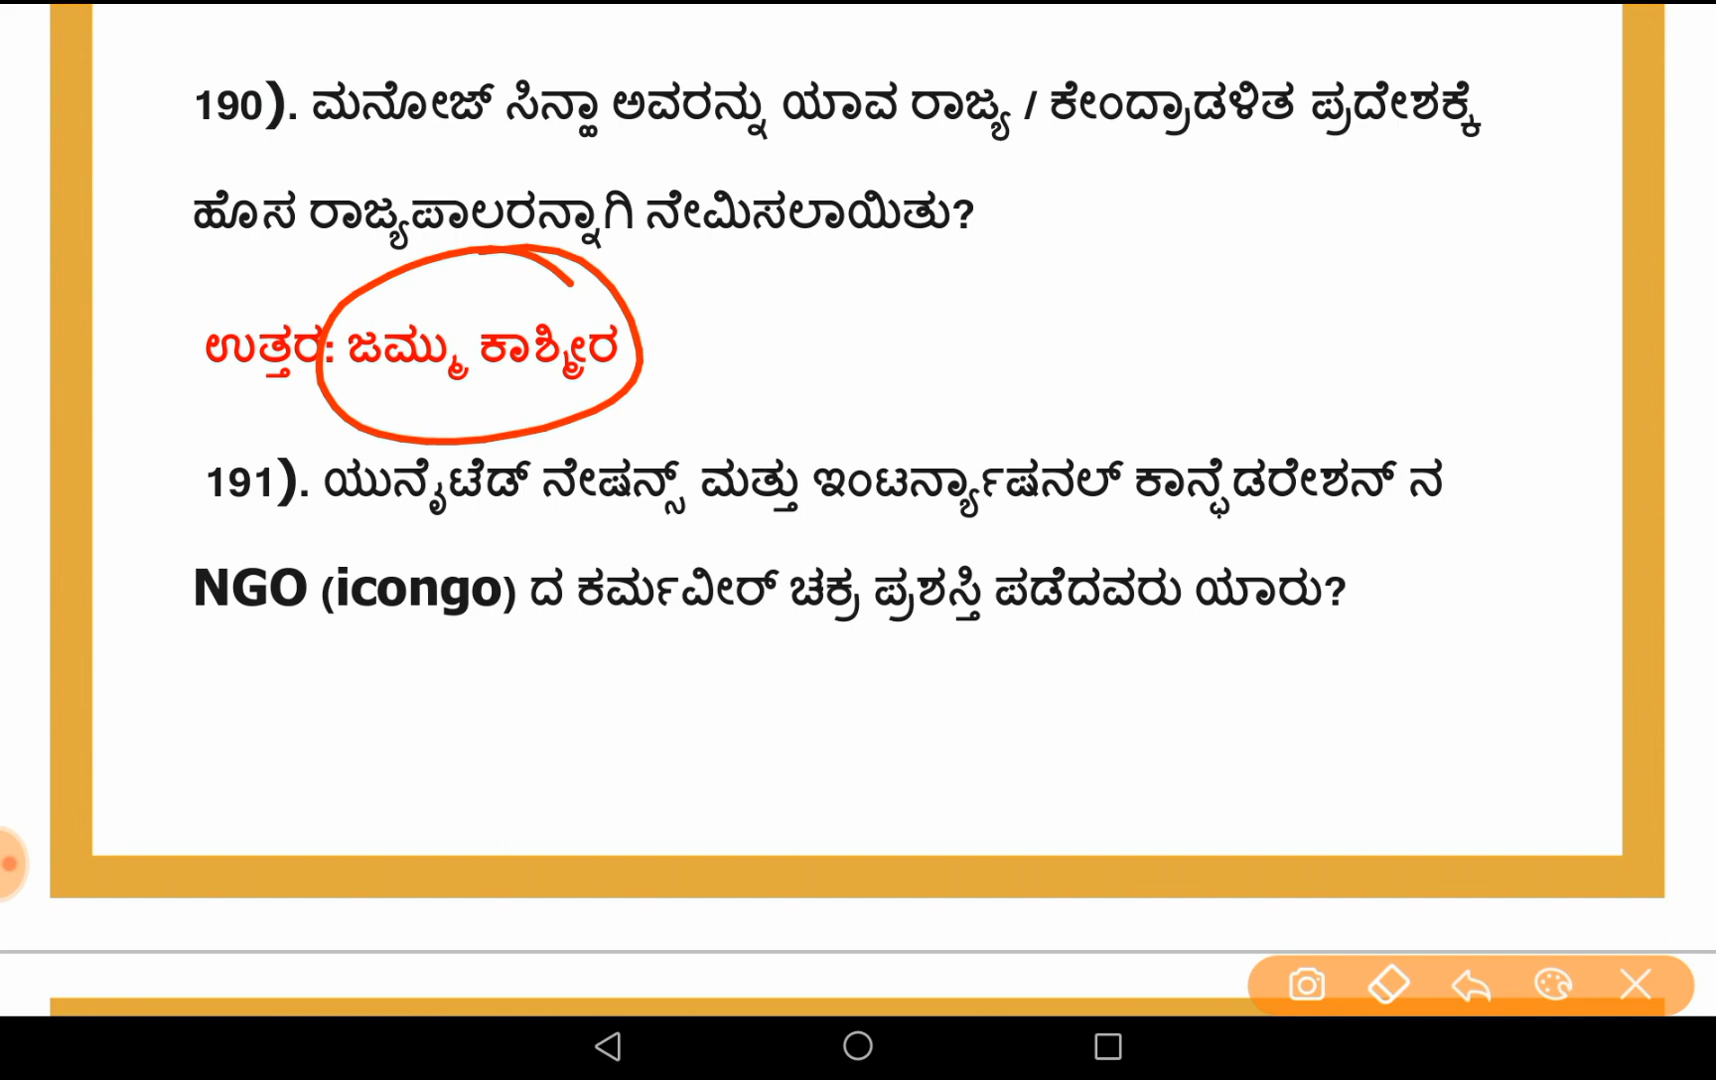 190). ಮನೋಜ್ ಸಿನ್ಹಾ ಅವರನ್ನು ಯಾವ ರಾಜ್ಯ / ಕೇಂದ್ರಾಡಳಿತ ಪ್ರದೇಶಕ್ಕೆ
ಹೊಸ ರಾಜ್ಯಪಾಲರನ್ನಾಗಿ ನೇಮಿಸಲಾಯಿತು?
ಉತ್ತರ: ಜಮ್ಮು ಕಾಶ್ಮೀರ
191). ಯುನೈಟೆಡ್ ನೇಷನ್ಸ್ ಮತ್ತು ಇಂಟರ್ನ್ಯಾಷನಲ್ ಕಾನ್ಫೆಡರೇಶನ್ ನ
NGO (icongo) ದ ಕರ್ಮವೀರ್ ಚಕ್ರ ಪ್ರಶಸ್ತಿ ಪಡೆದವರು ಯಾರು?